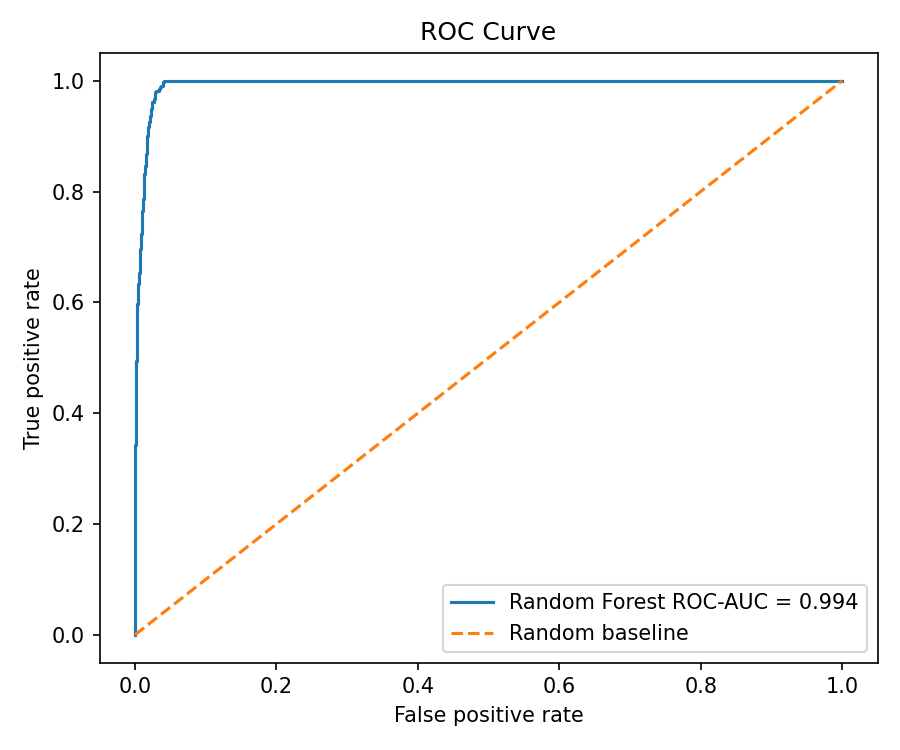 ROC Curve
1.0
0.8
0.6
0.4
0.2
0.0
True positive rate
Random Forest ROC-AUC = 0.994
Random baseline
0.0 0.2 0.4 0.6 0.8 1.0
False positive rate